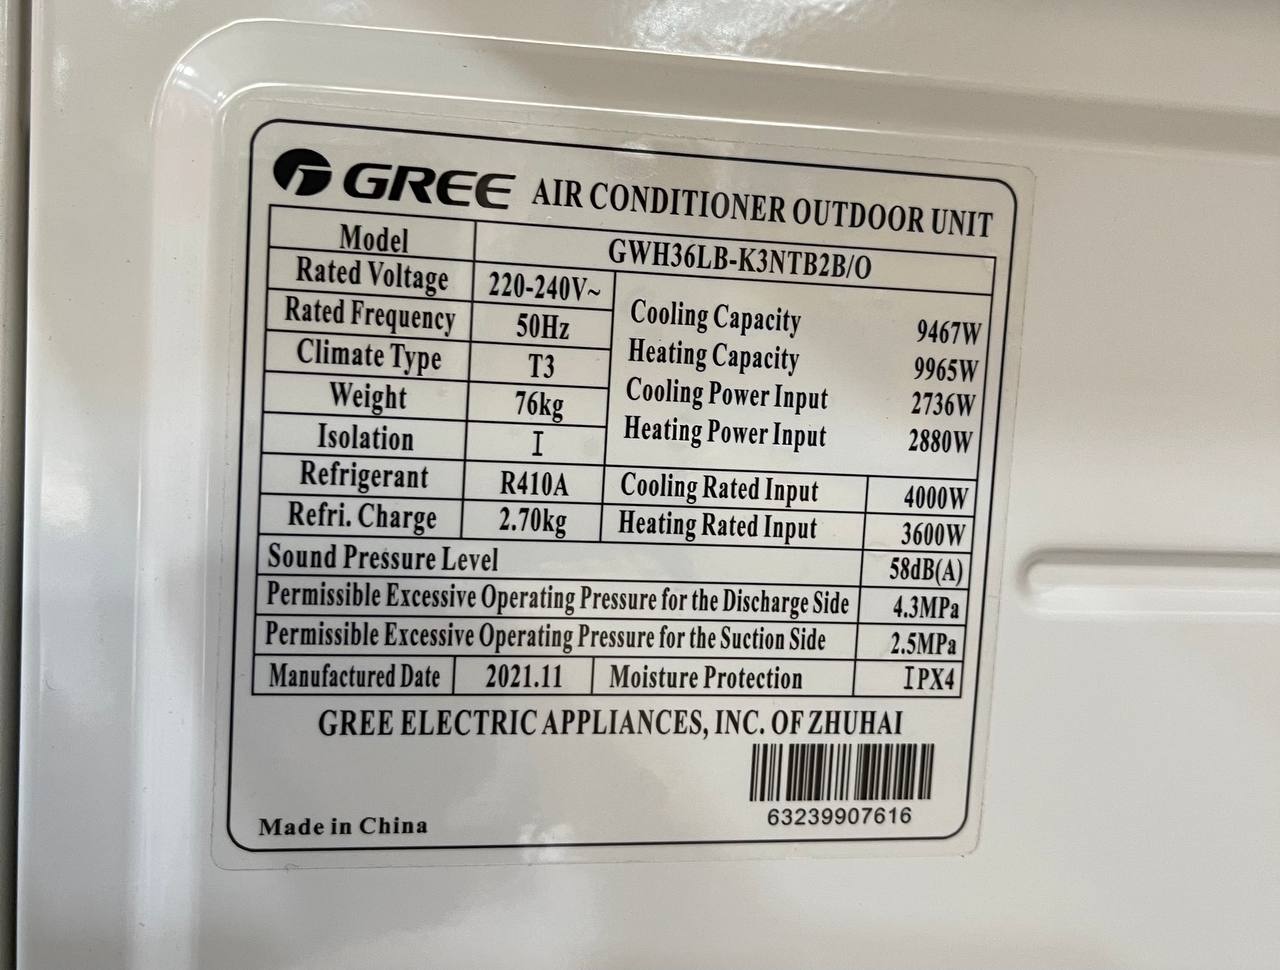 GREE AIR CONDITIONER OUTDOOR UNIT
Model GWH36LB-K3NTB2B/O
Rated Voltage 220-240V~
Rated Frequency 50Hz
Climate Type T3
Weight 76kg
Isolation I
Cooling Capacity 9467W
Heating Capacity 9965W
Cooling Power Input 2736W
Heating Power Input 2880W
Refrigerant R410A Cooling Rated Input 4000W
Refri. Charge 2.70kg Heating Rated Input 3600W
Sound Pressure Level 58dB(A)
Permissible Excessive Operating Pressure for the Discharge Side 4.3MPa
Permissible Excessive Operating Pressure for the Suction Side 2.5MPa
Manufactured Date 2021.11 Moisture Protection IPX4
GREE ELECTRIC APPLIANCES, INC. OF ZHUHAI
63239907616
Made in China